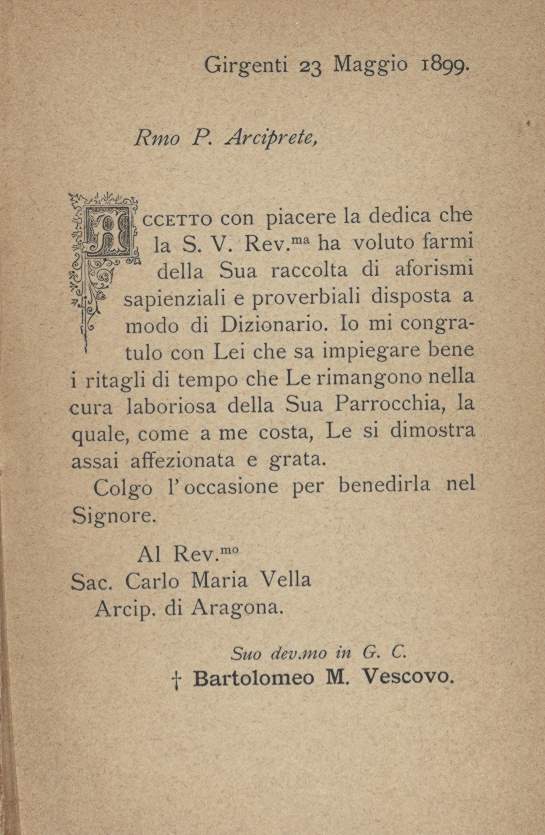 Girgenti 23 Maggio 1899.
Rmo P. Arciprete,
ACCETTO con piacere la dedica che
la S. V. Rev.ᵐᵃ ha voluto farmi
della Sua raccolta di aforismi
sapienziali e proverbiali disposta a
modo di Dizionario. Io mi congra-
tulo con Lei che sa impiegare bene
i ritagli di tempo che Le rimangono nella
cura laboriosa della Sua Parrocchia, la
quale, come a me costa, Le si dimostra
assai affezionata e grata.
Colgo l'occasione per benedirla nel
Signore.
Al Rev.ᵐᵒ
Sac. Carlo Maria Vella
Arcip. di Aragona.
Suo dev.mo in G. C.
† Bartolomeo M. Vescovo.